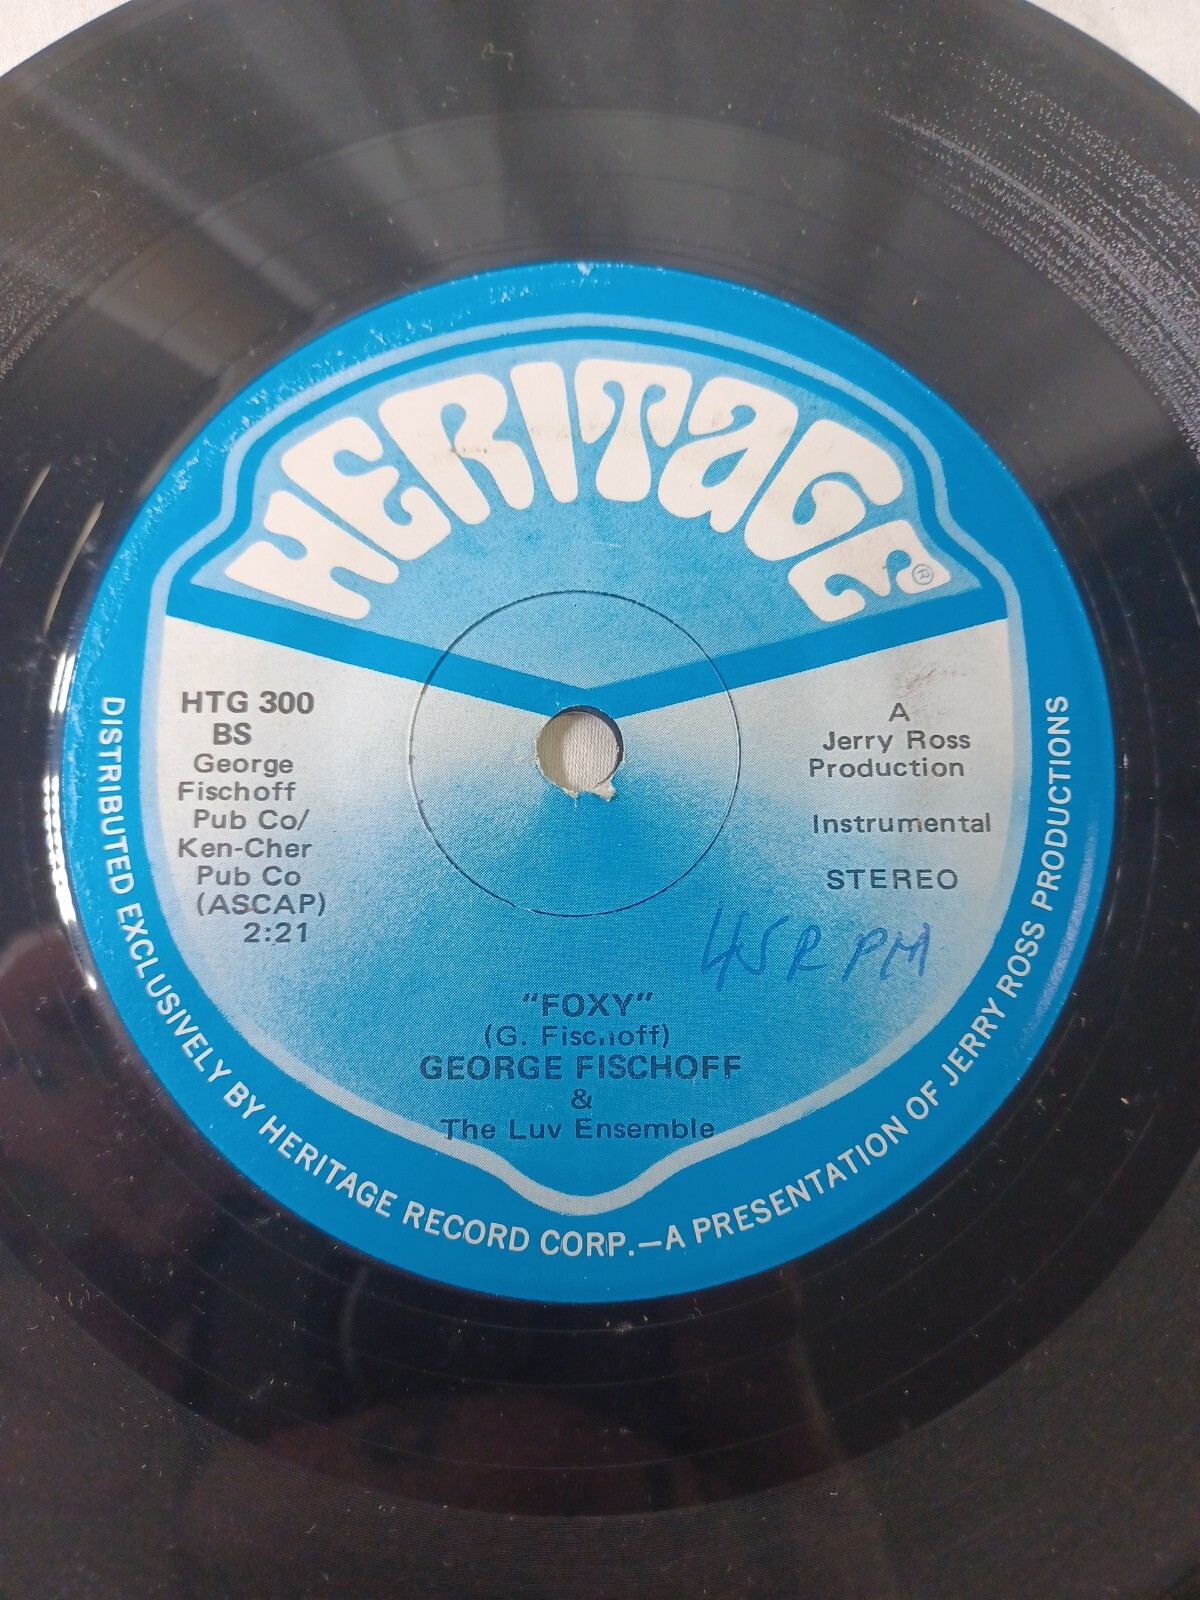 HERITAGE®
HTG 300
BS
George
Fischoff
Pub Co/
Ken-Cher
Pub Co
(ASCAP)
2:21
A
Jerry Ross
Production
Instrumental
STEREO
45RPM
"FOXY"
(G. Fischoff)
GEORGE FISCHOFF
&
The Luv Ensemble
DISTRIBUTED EXCLUSIVELY BY HERITAGE RECORD CORP.—A PRESENTATION OF JERRY ROSS PRODUCTIONS